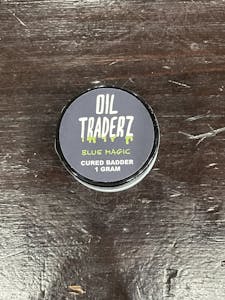 OIL
TRADERZ
BLUE MAGIC
CURED BADDER
1 GRAM